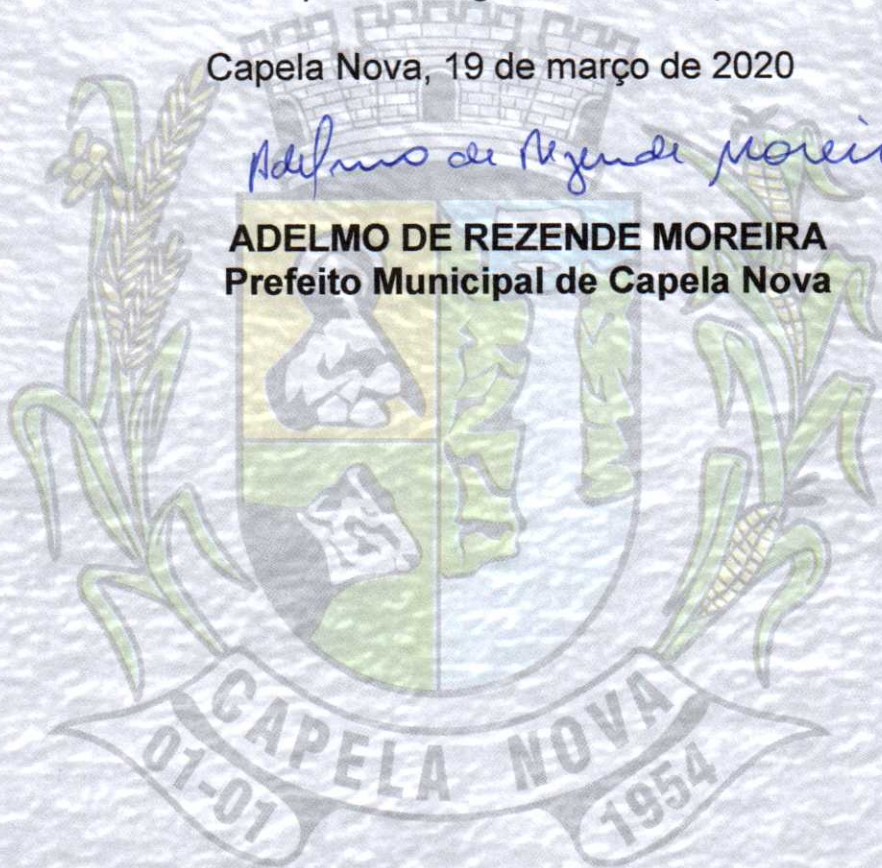 Capela Nova, 19 de março de 2020
Adelmo de Rezende Morei
ADELMO DE REZENDE MOREIRA
Prefeito Municipal de Capela Nova
CAPELA NOVA
01-01 1954